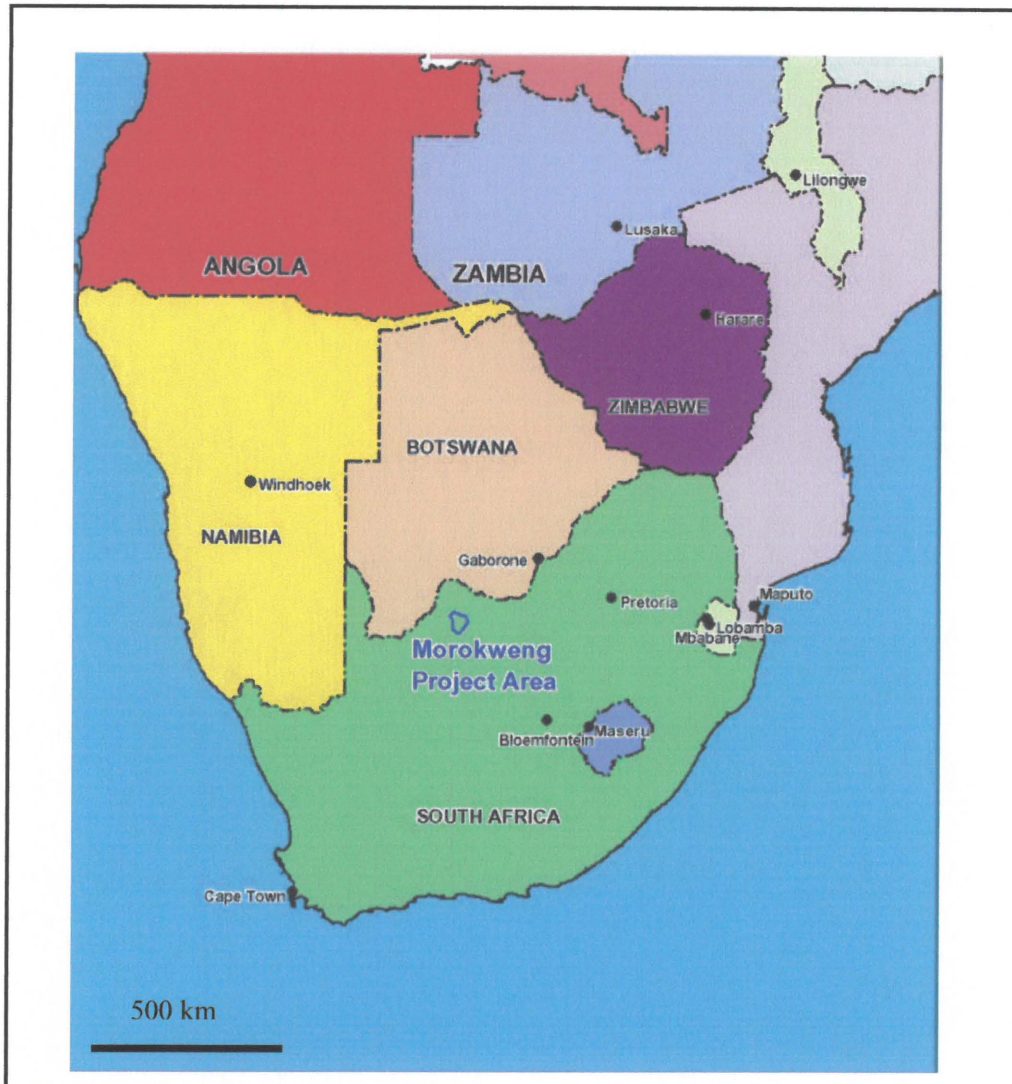 Lilongwe
Lusaka
ANGOLA
ZAMBIA
Harare
ZIMBABWE
BOTSWANA
Windhoek
NAMIBIA
Gaborone
Pretoria
Maputo
Lobamba
Mbabane
Morokweng
Project Area
Bloemfontein
Maseru
SOUTH AFRICA
Cape Town
500 km